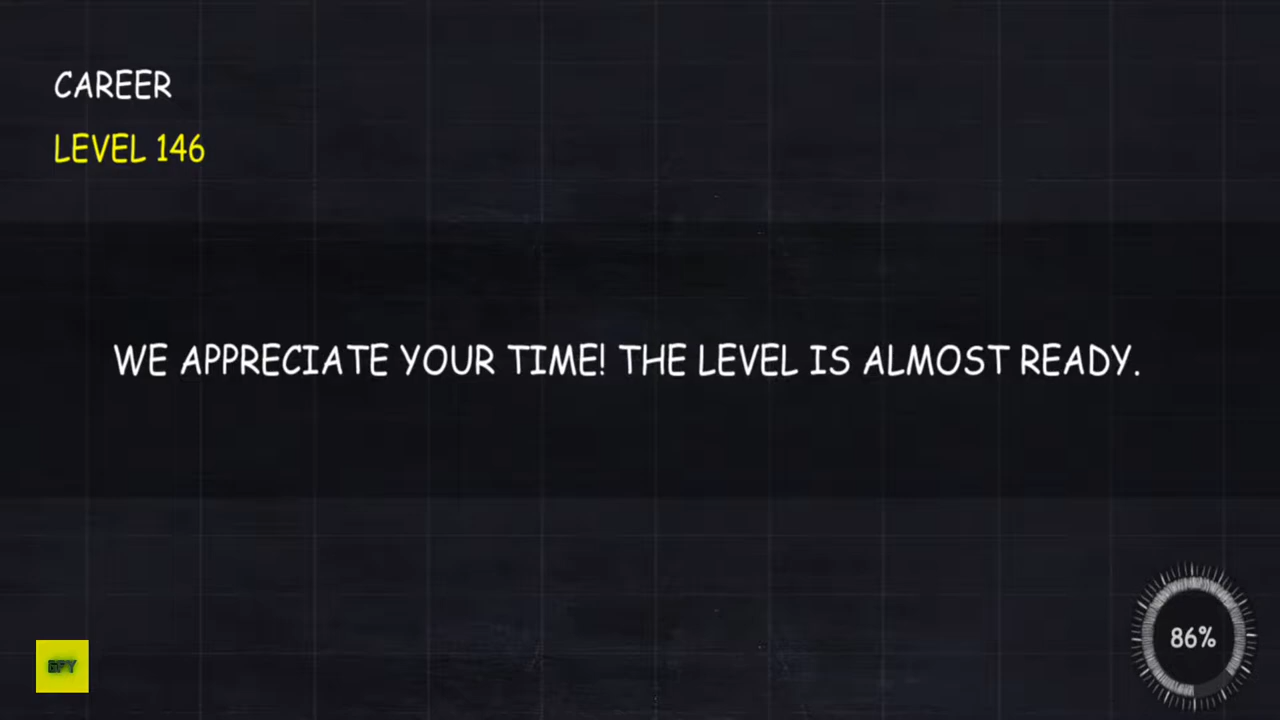 CAREER
LEVEL 146
WE APPRECIATE YOUR TIME! THE LEVEL IS ALMOST READY.
86%